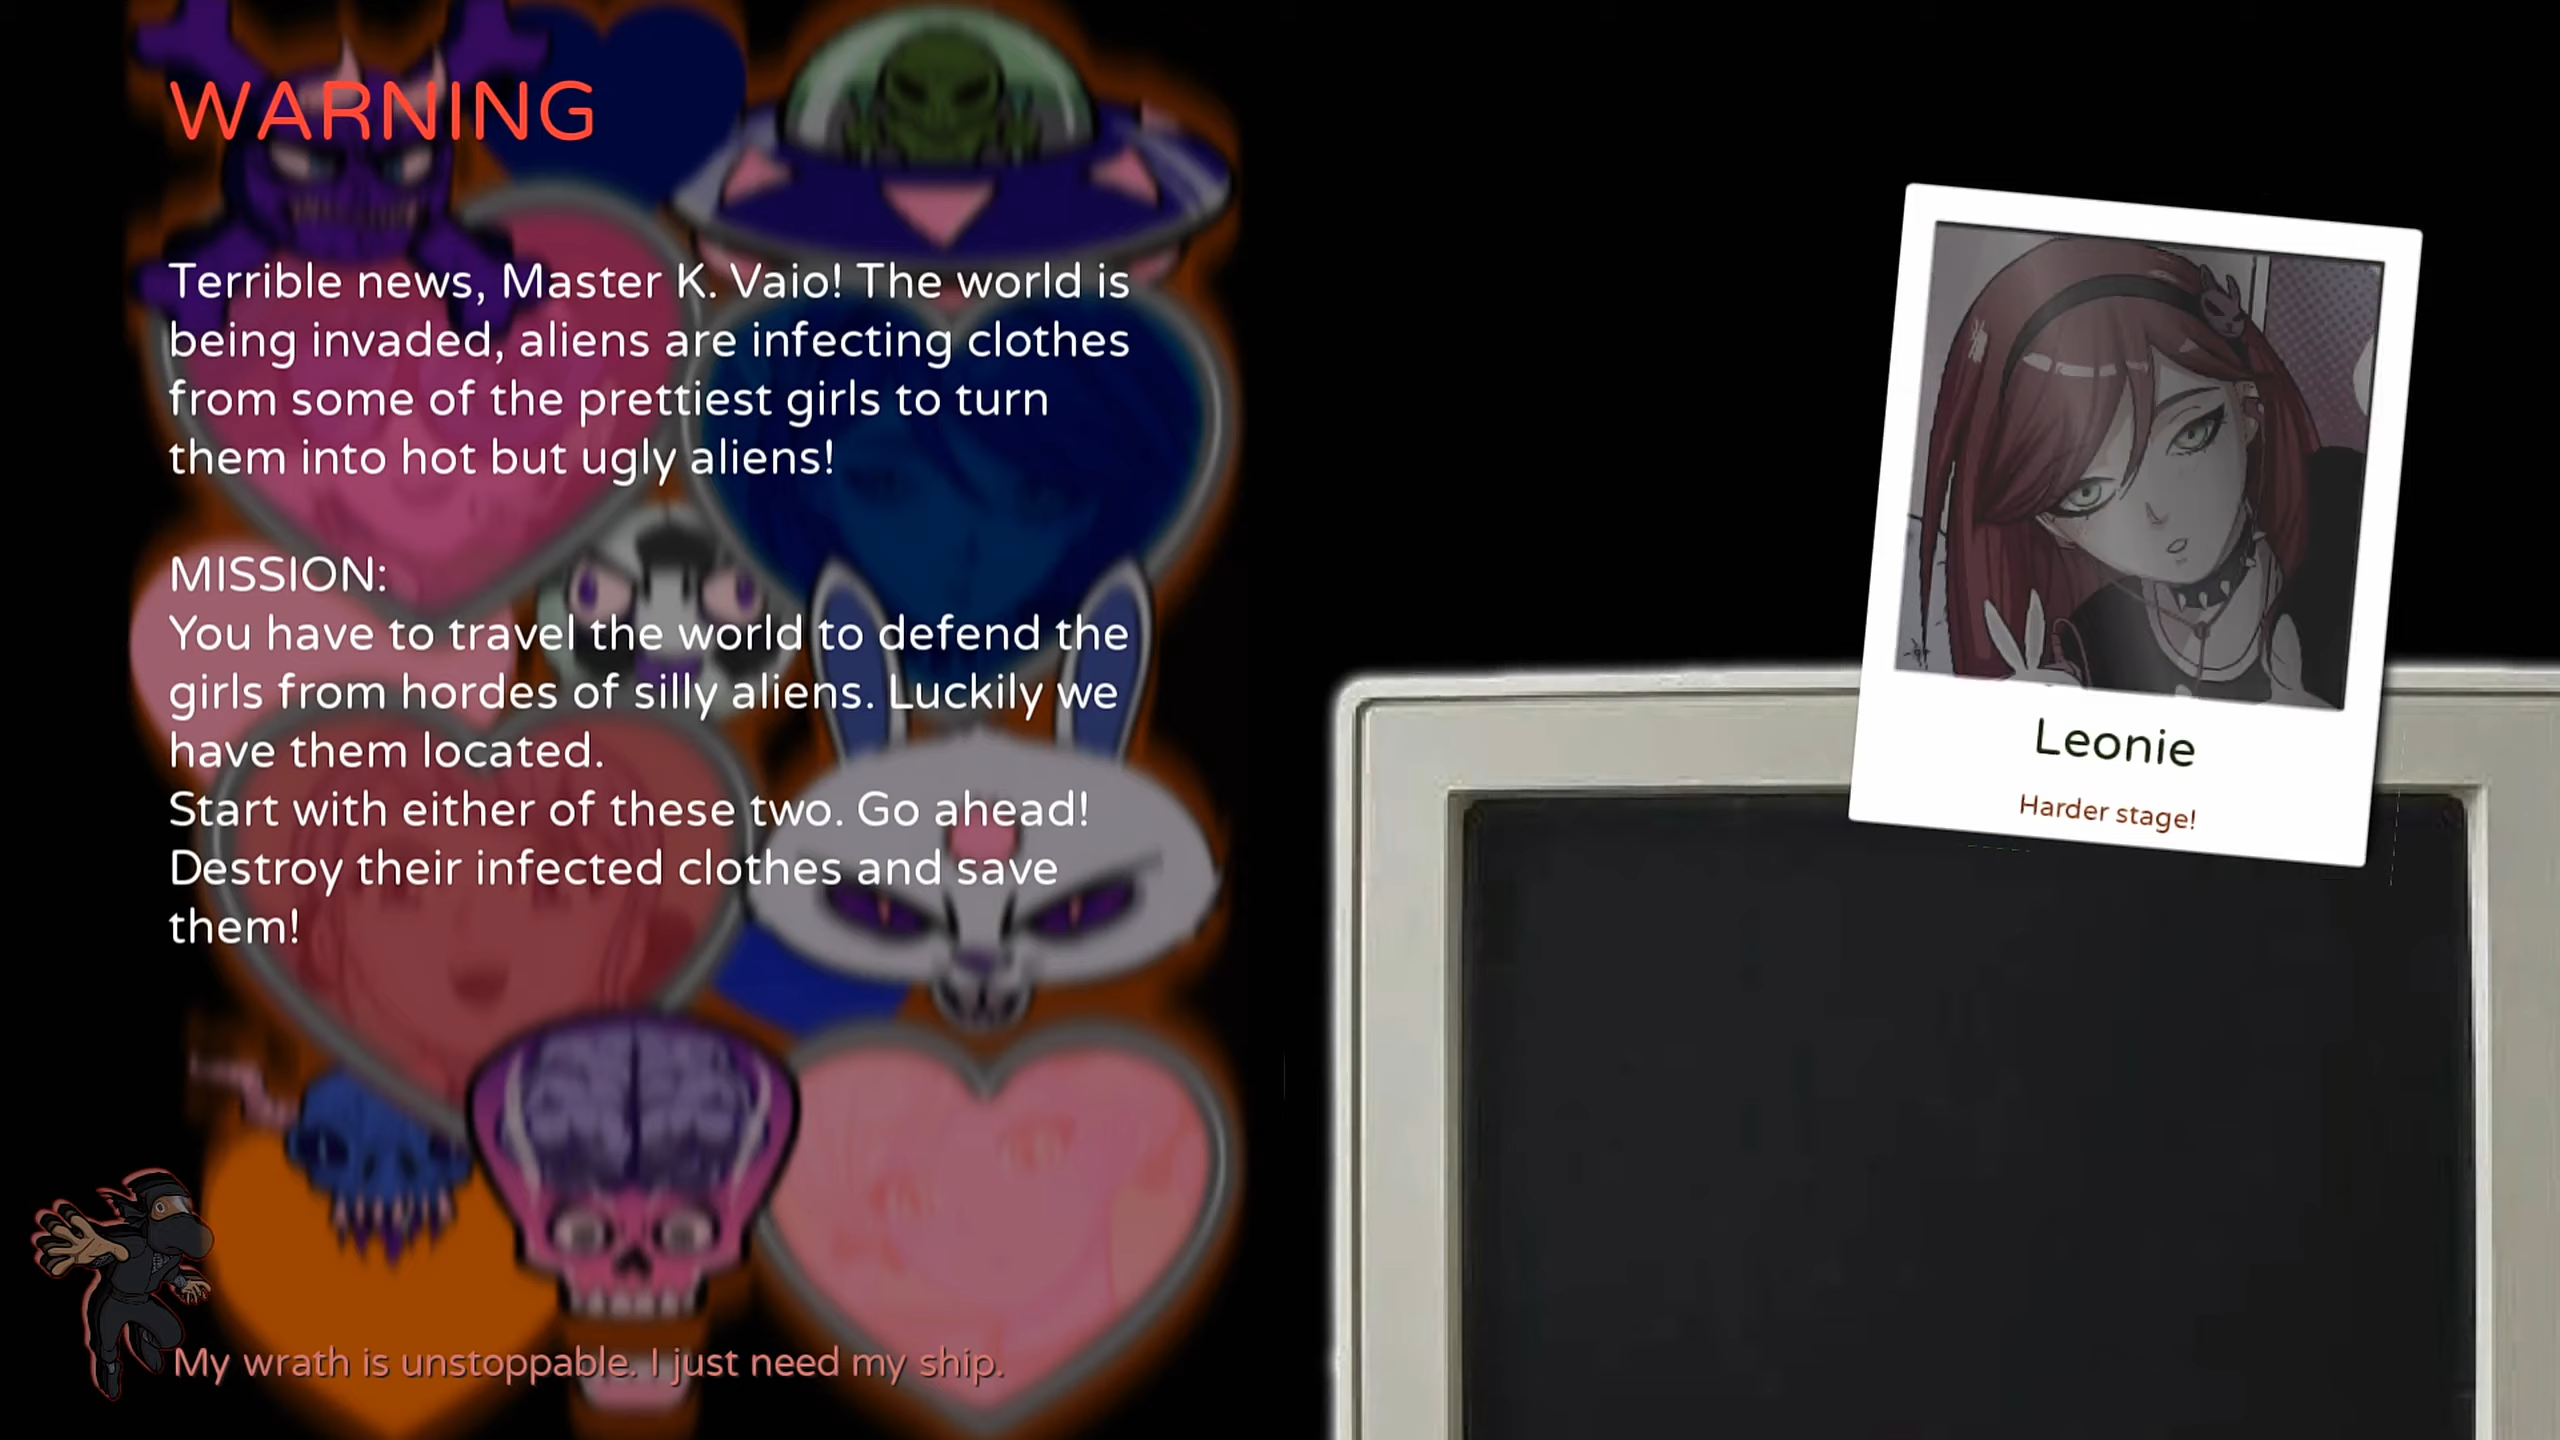 WARNING
Terrible news, Master K. Vaio! The world is
being invaded, aliens are infecting clothes
from some of the prettiest girls to turn
them into hot but ugly aliens!
MISSION:
You have to travel the world to defend the
girls from hordes of silly aliens. Luckily we
have them located.
Start with either of these two. Go ahead!
Destroy their infected clothes and save
them!
My wrath is unstoppable. I just need my ship.
Leonie
Harder stage!